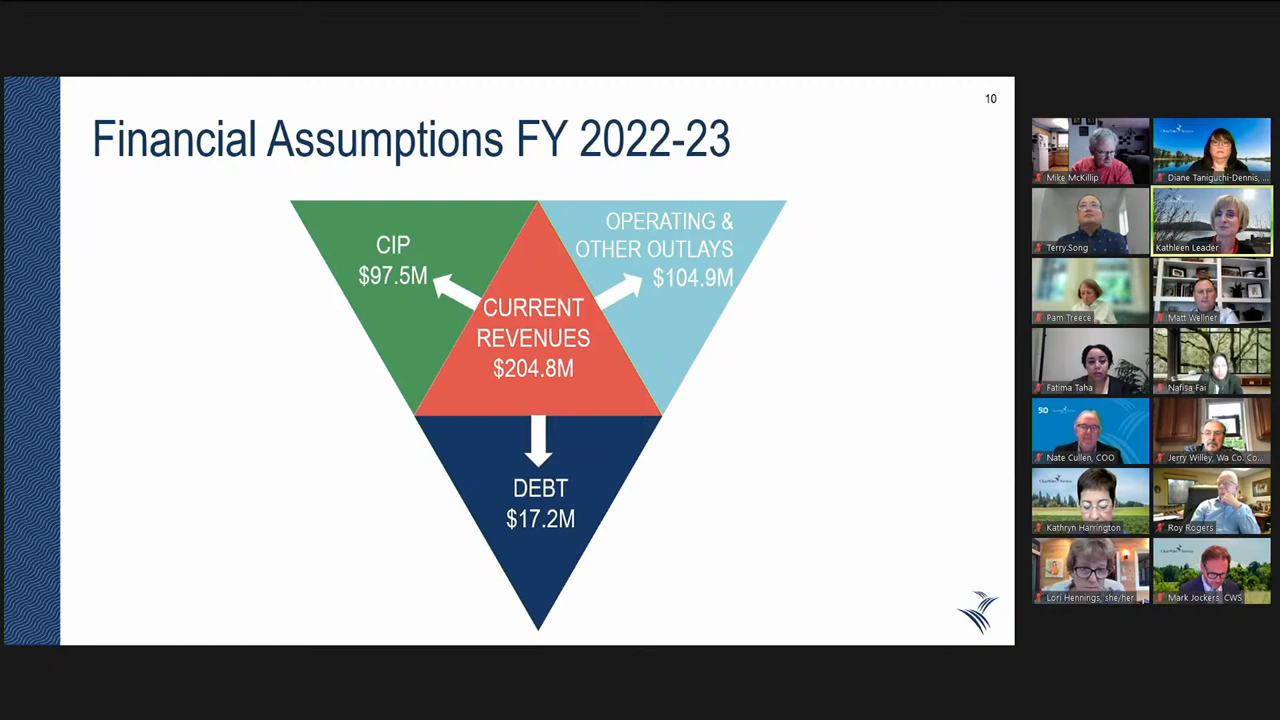 10
Financial Assumptions FY 2022-23
CIP
$97.5M
OPERATING &
OTHER OUTLAYS
$104.9M
CURRENT
REVENUES
$204.8M
DEBT
$17.2M
Mike McKillip
Diane Taniguchi-Dennis, ...
Terry.Song
Kathleen Leader
Pam Treece
Matt Wellner
Fatima Taha
Nafisa Fai
50
Nate Cullen, COO
Jerry Willey, Wa Co. Co...
Kathryn Harrington
Roy Rogers
Lori Hennings, she/her
Mark Jockers, CWS